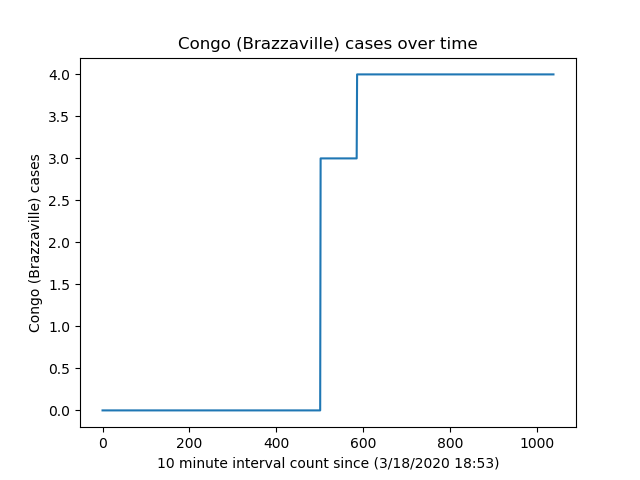 Congo (Brazzaville) cases over time
Congo (Brazzaville) cases
4.0
3.5
3.0
2.5
2.0
1.5
1.0
0.5
0.0
0 200 400 600 800 1000
10 minute interval count since (3/18/2020 18:53)